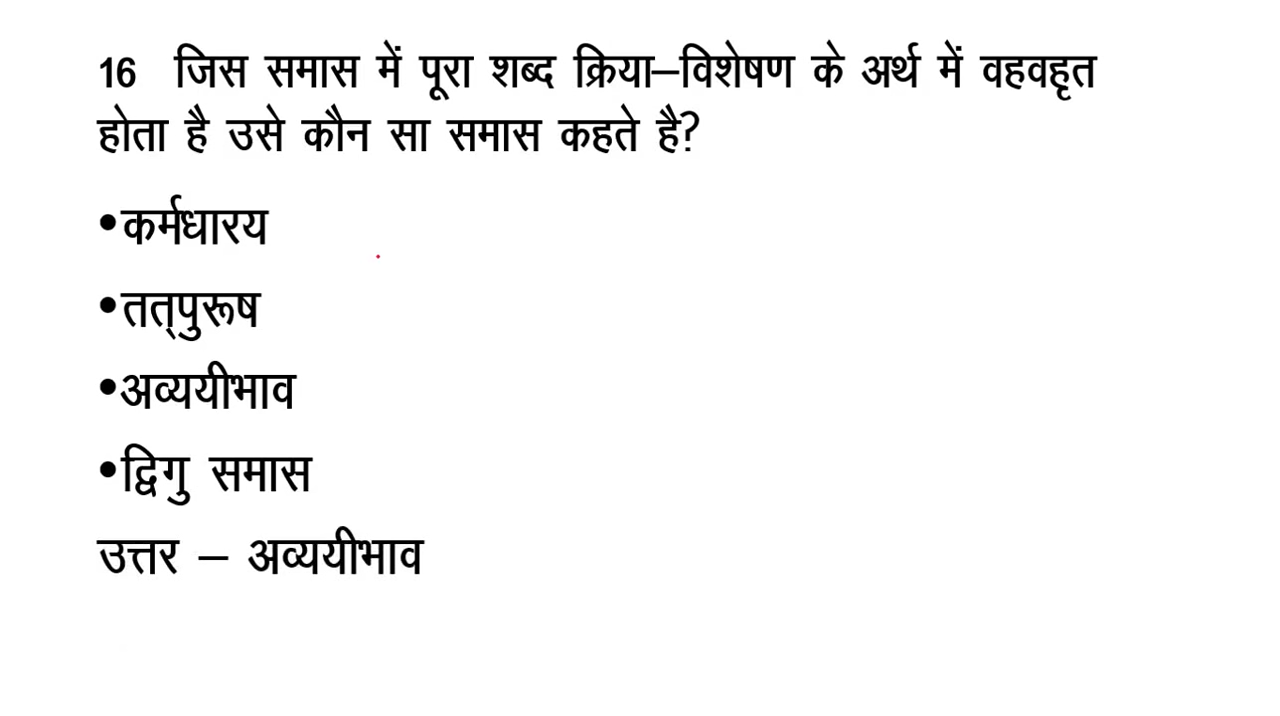 16 जिस समास में पूरा शब्द क्रिया–विशेषण के अर्थ में वहवहृत
होता है उसे कौन सा समास कहते है?
•कर्मधारय
•तत्पुरूष
•अव्ययीभाव
•द्विगु समास
उत्तर – अव्ययीभाव